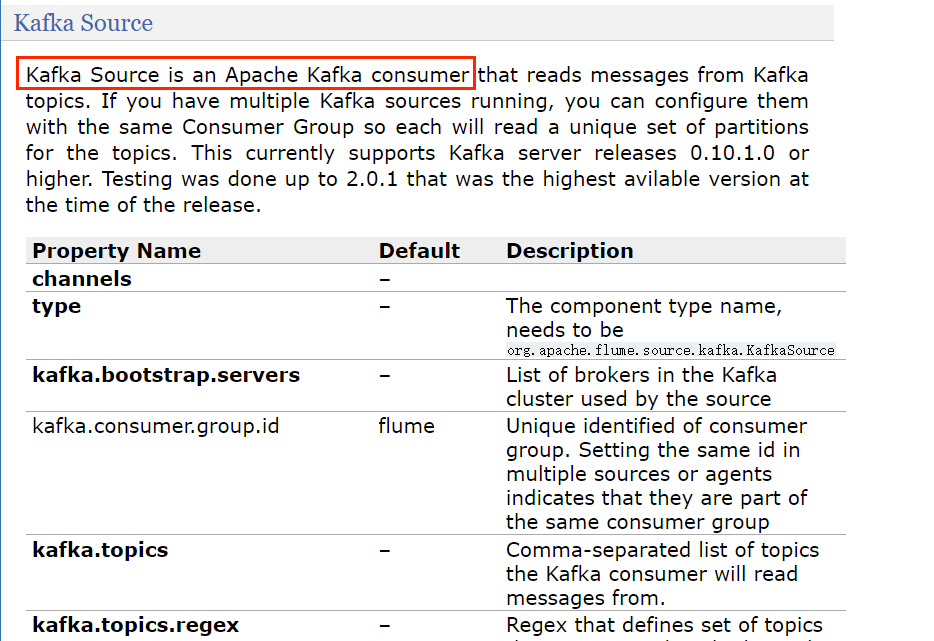 Kafka Source
Kafka Source is an Apache Kafka consumer that reads messages from Kafka
topics. If you have multiple Kafka sources running, you can configure them
with the same Consumer Group so each will read a unique set of partitions
for the topics. This currently supports Kafka server releases 0.10.1.0 or
higher. Testing was done up to 2.0.1 that was the highest avilable version at
the time of the release.
Property Name Default Description
channels –
type – The component type name,
needs to be
org.apache.flume.source.kafka.KafkaSource
kafka.bootstrap.servers – List of brokers in the Kafka
cluster used by the source
kafka.consumer.group.id flume Unique identified of consumer
group. Setting the same id in
multiple sources or agents
indicates that they are part of
the same consumer group
kafka.topics – Comma-separated list of topics
the Kafka consumer will read
messages from.
kafka.topics.regex – Regex that defines set of topics